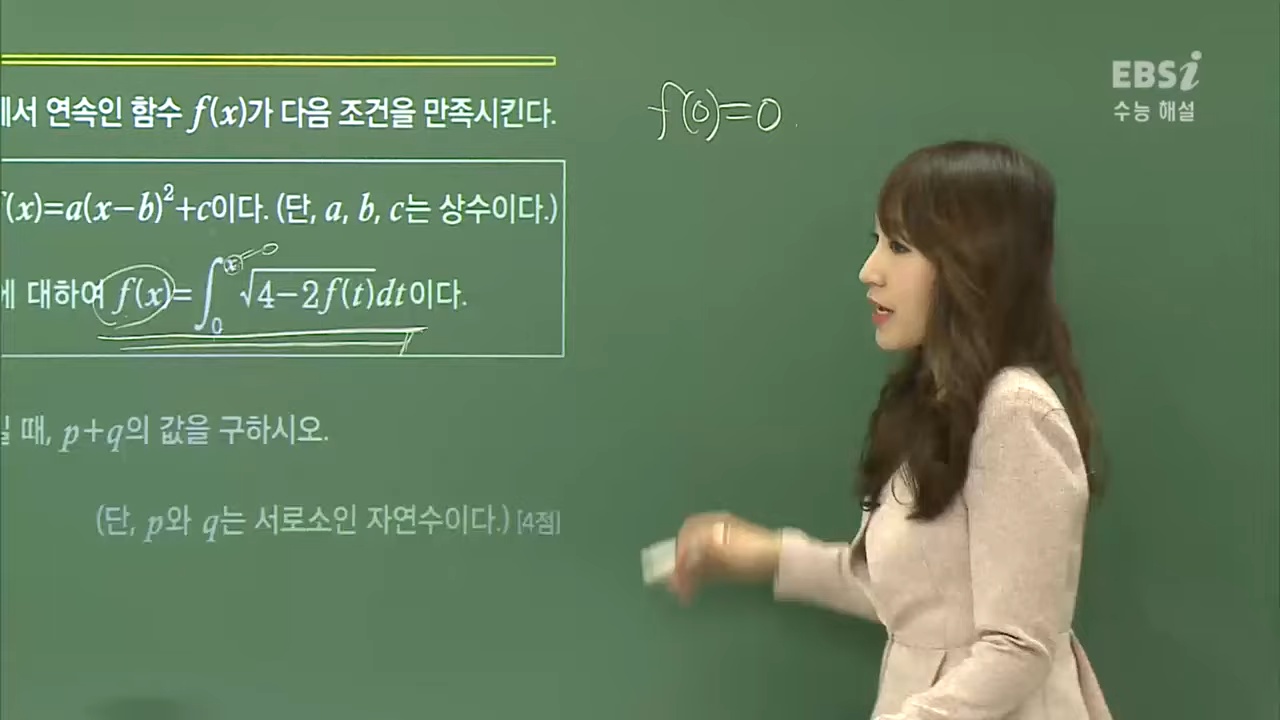 EBSi
수능 해설
에서 연속인 함수 f(x)가 다음 조건을 만족시킨다.
f(0)=0
f(x)=a(x-b)²+c이다. (단, a, b, c는 상수이다.)
에 대하여 f(x)=∫₀ˣ √4-2f(t)dt이다.
=0
일 때, p+q의 값을 구하시오.
(단, p와 q는 서로소인 자연수이다.) [4점]